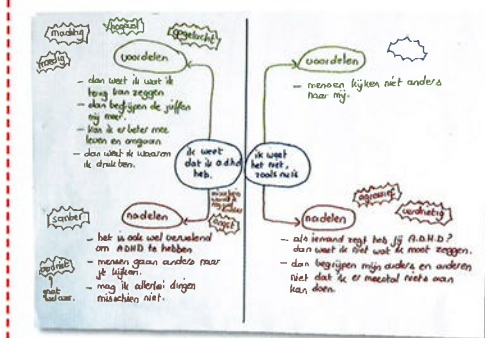 moedig
hoopvol
opgelucht
voordelen
- dan weet ik wat ik
terug kan zeggen
- dan begrijpen de juffen
mij meer.
- kan ik er beter mee
leven en omgaan
- dan weet ik waarom
ik druk ben.
ik weet
dat ik a.d.h.d
heb.
nadelen
- het is ook wel vervelend
om ADHD te hebben
- mensen gaan anders naar
je kijken.
- mag ik allerlei dingen
misschien niet.
voordelen
- mensen kijken niet anders
naar mij.
ik weet
het niet,
zoals nu ik
agressief
verdrietig
nadelen
- als iemand zegt heb jij A.D.H.D?
dan weet ik niet wat ik moet zeggen.
- dan begrijpen mijn ouders en anderen
niet dat ik er meestal niets aan
kan doen.